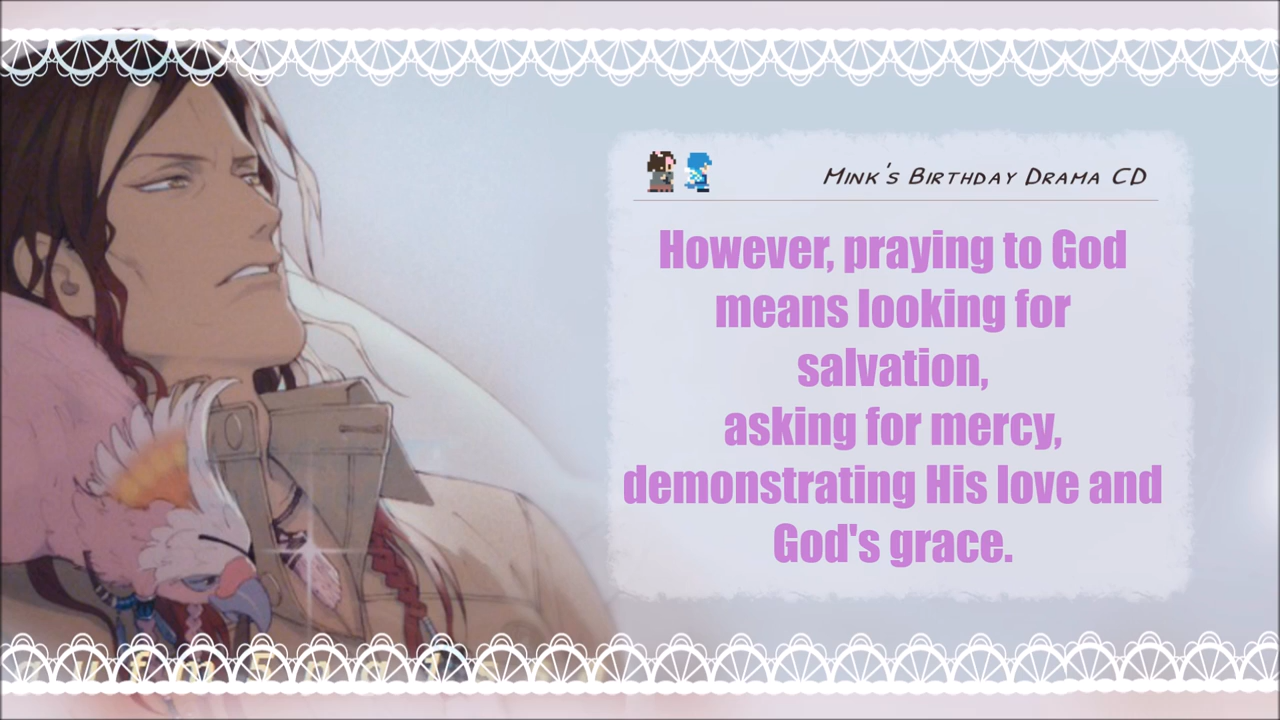 Mink's Birthday Drama CD
However, praying to God
means looking for
salvation,
asking for mercy,
demonstrating His love and
God's grace.